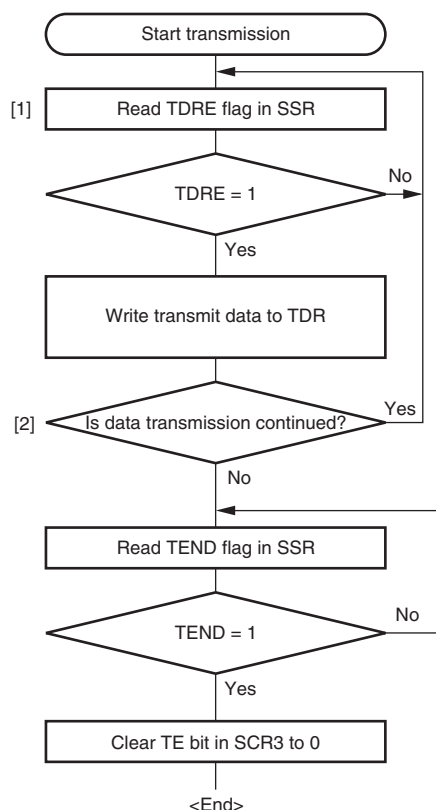 Start transmission
[1]
Read TDRE flag in SSR
No
TDRE = 1
Yes
Write transmit data to TDR
[2]
Is data transmission continued?
Yes
No
Read TEND flag in SSR
No
TEND = 1
Yes
Clear TE bit in SCR3 to 0
<End>